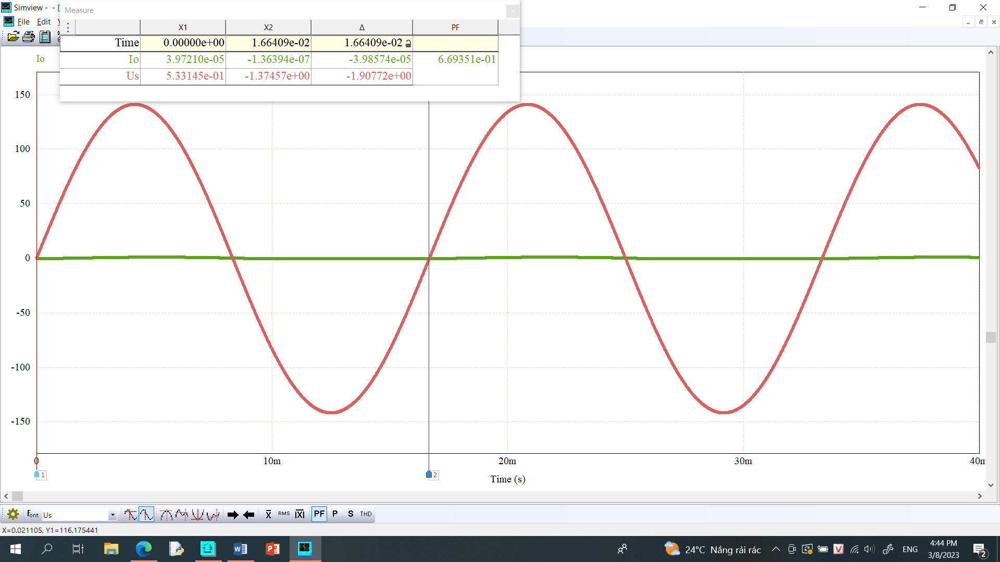 Simview -  - [
Measure
File Edit V
X1 X2 Δ PF
Time 0.00000e+00 1.66409e-02 1.66409e-02
Io 3.97210e-05 -1.36394e-07 -3.98574e-05 6.69351e-01
Us 5.33145e-01 -1.37457e+00 -1.90772e+00
Io
150
100
50
0
-50
-100
-150
0 10m 20m 30m 40m
1 2
Time (s)
Font Us X RMS |X| PF P S THD
X=0.021105, Y1=116.175441
24°C Nắng rải rác ENG 4:44 PM
3/8/2023 2